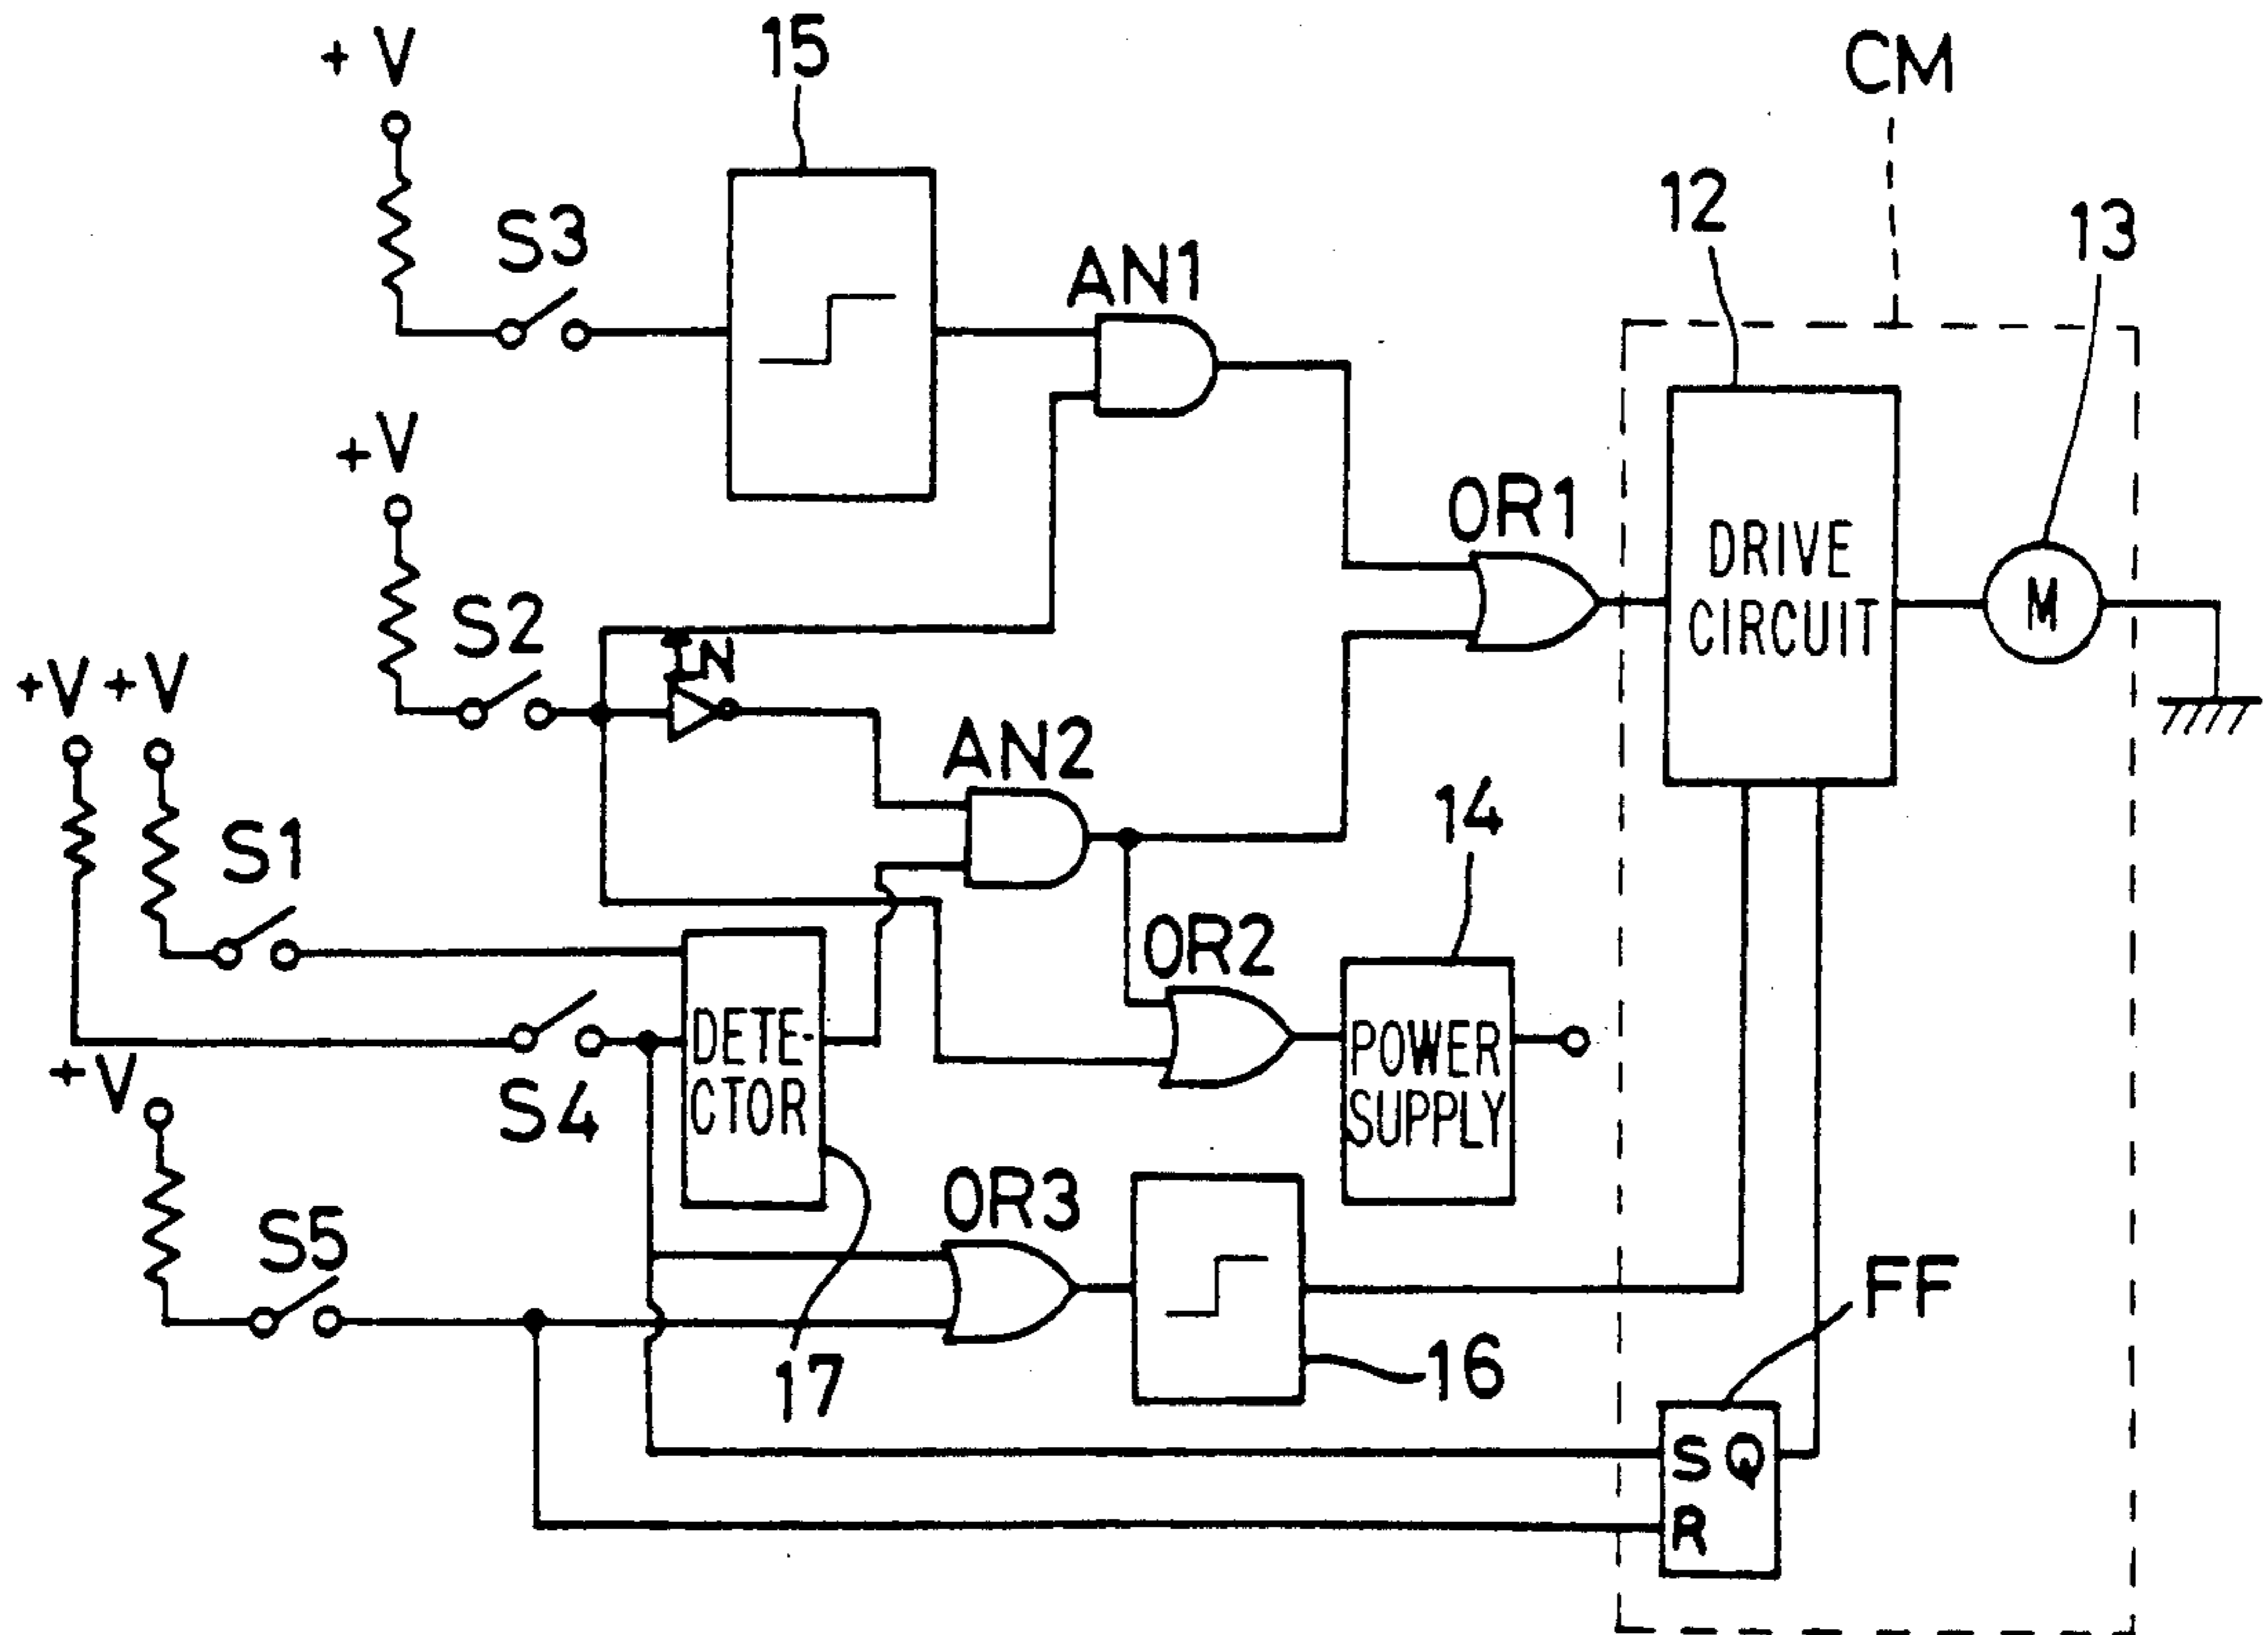 +V
15
CM
12
13
S3
AN1
+V
OR1
DRIVE
CIRCUIT
M
S2
IN
+V +V
AN2
14
S1
OR2
DETE-
CTOR
POWER
SUPPLY
+V
S4
OR3
S5
FF
17
16
S Q
R